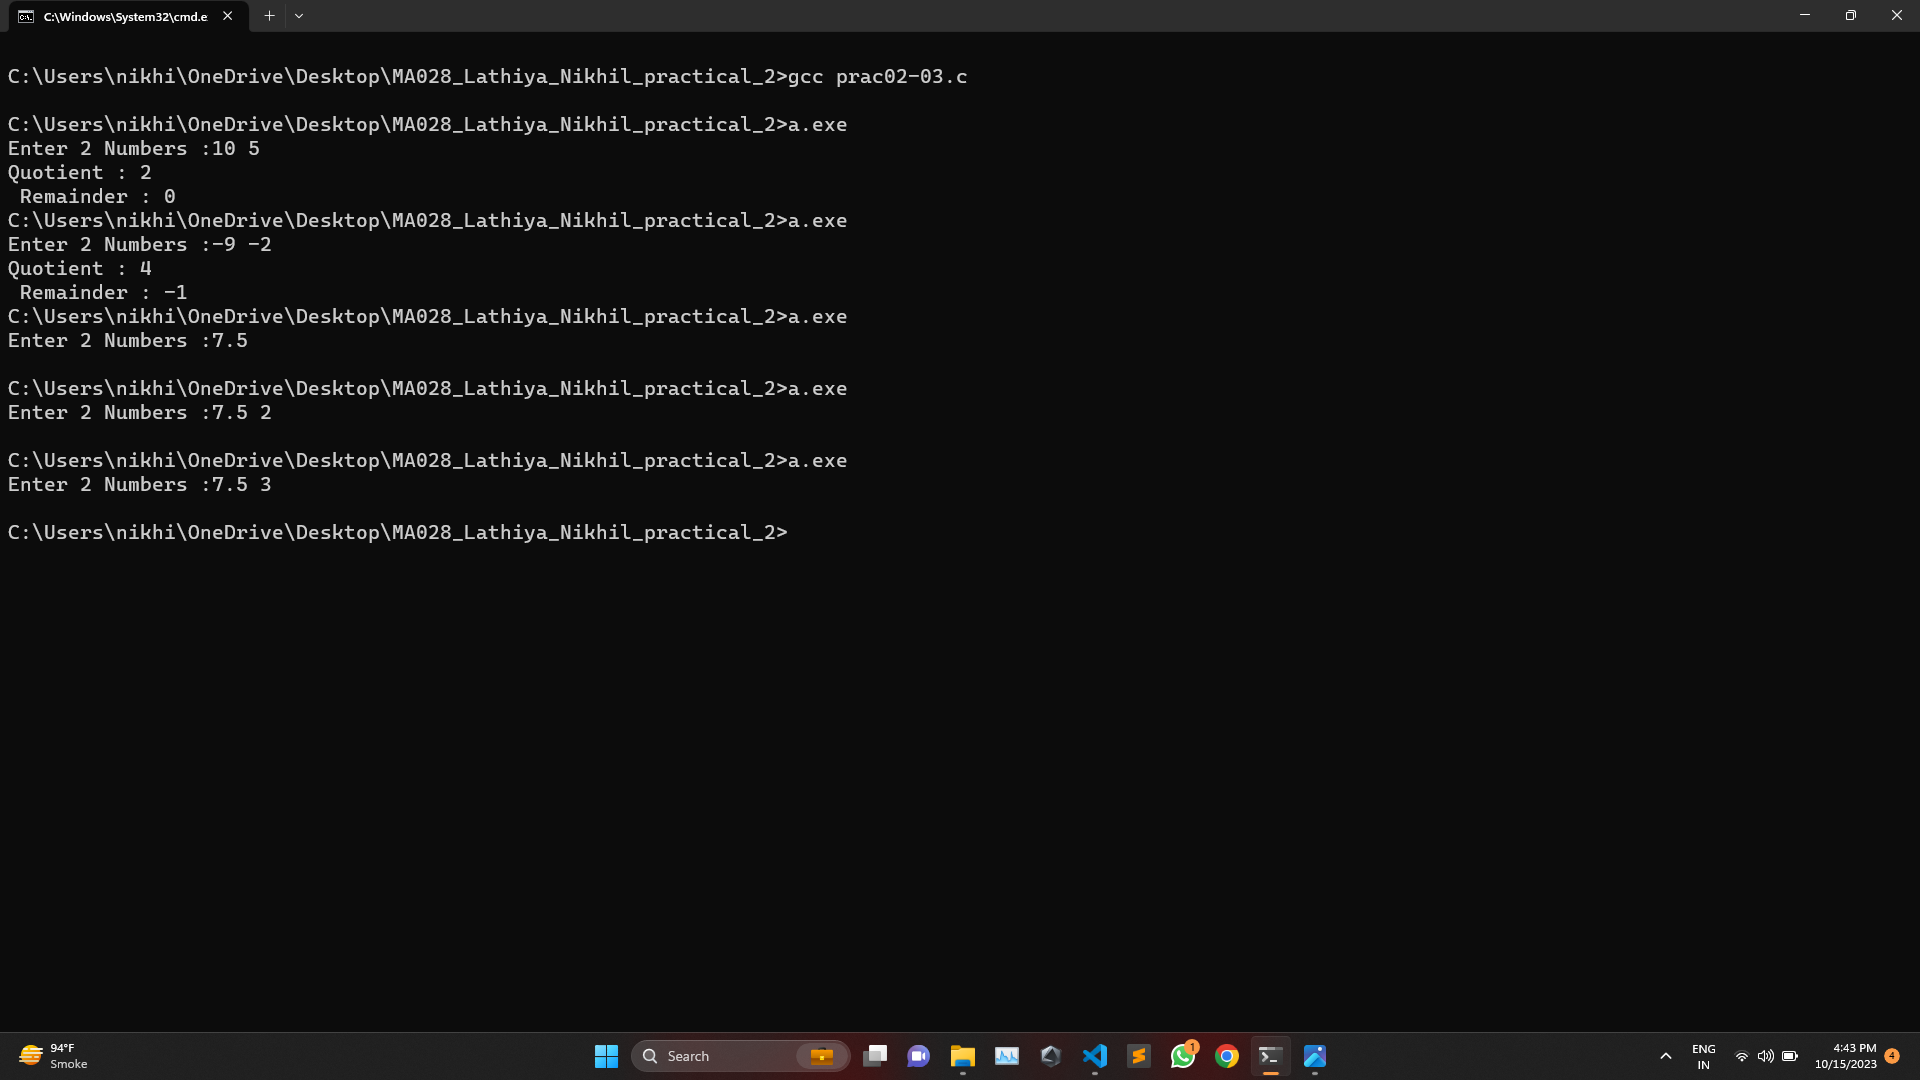 C:\Windows\System32\cmd.e
C:\Users\nikhi\OneDrive\Desktop\MA028_Lathiya_Nikhil_practical_2>gcc prac02-03.c
C:\Users\nikhi\OneDrive\Desktop\MA028_Lathiya_Nikhil_practical_2>a.exe
Enter 2 Numbers :10 5
Quotient : 2
 Remainder : 0
C:\Users\nikhi\OneDrive\Desktop\MA028_Lathiya_Nikhil_practical_2>a.exe
Enter 2 Numbers :-9 -2
Quotient : 4
 Remainder : -1
C:\Users\nikhi\OneDrive\Desktop\MA028_Lathiya_Nikhil_practical_2>a.exe
Enter 2 Numbers :7.5
C:\Users\nikhi\OneDrive\Desktop\MA028_Lathiya_Nikhil_practical_2>a.exe
Enter 2 Numbers :7.5 2
C:\Users\nikhi\OneDrive\Desktop\MA028_Lathiya_Nikhil_practical_2>a.exe
Enter 2 Numbers :7.5 3
C:\Users\nikhi\OneDrive\Desktop\MA028_Lathiya_Nikhil_practical_2>
94°F
Smoke
Search
1
ENG
IN
4:43 PM
10/15/2023
4